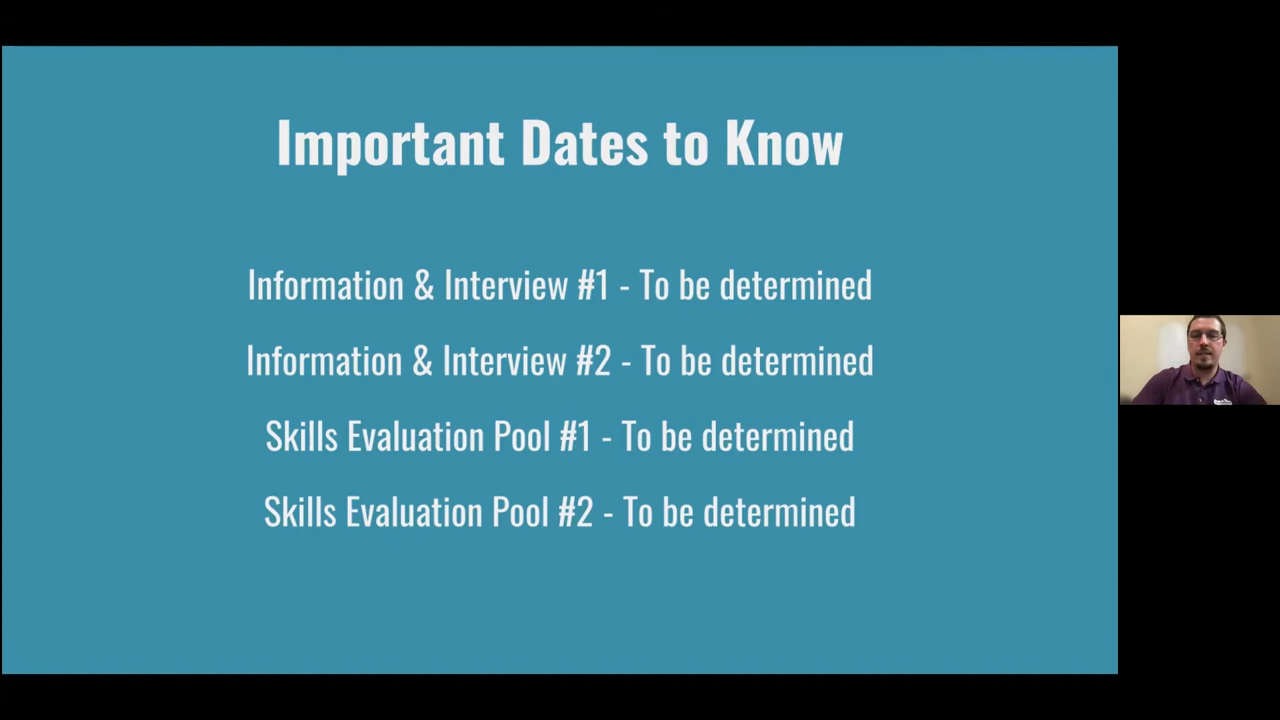 Important Dates to Know
Information & Interview #1 - To be determined
Information & Interview #2 - To be determined
Skills Evaluation Pool #1 - To be determined
Skills Evaluation Pool #2 - To be determined